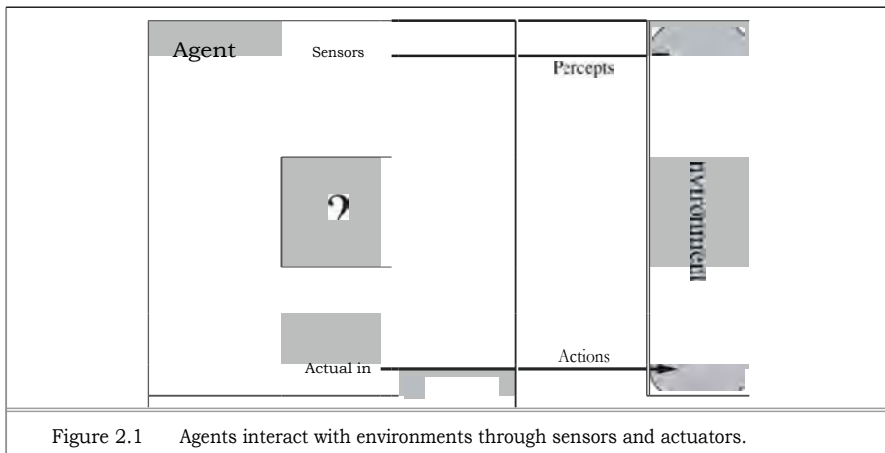 Agent Sensors
Percepts
?
nvironment
Actual in Actions
Figure 2.1 Agents interact with environments through sensors and actuators.